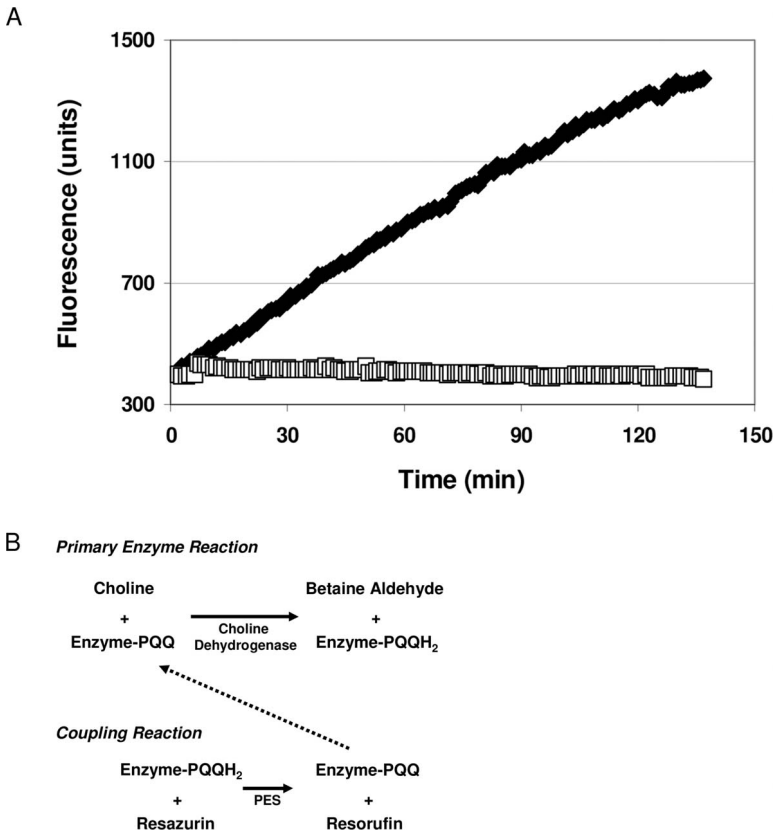 A
1500
1100
700
300
Fluorescence (units)
0 30 60 90 120 150
Time (min)
B
Primary Enzyme Reaction
Choline Betaine Aldehyde
+ +
Choline
Enzyme-PQQ Dehydrogenase Enzyme-PQQH2
Coupling Reaction
Enzyme-PQQH2 Enzyme-PQQ
+ PES +
Resazurin Resorufin